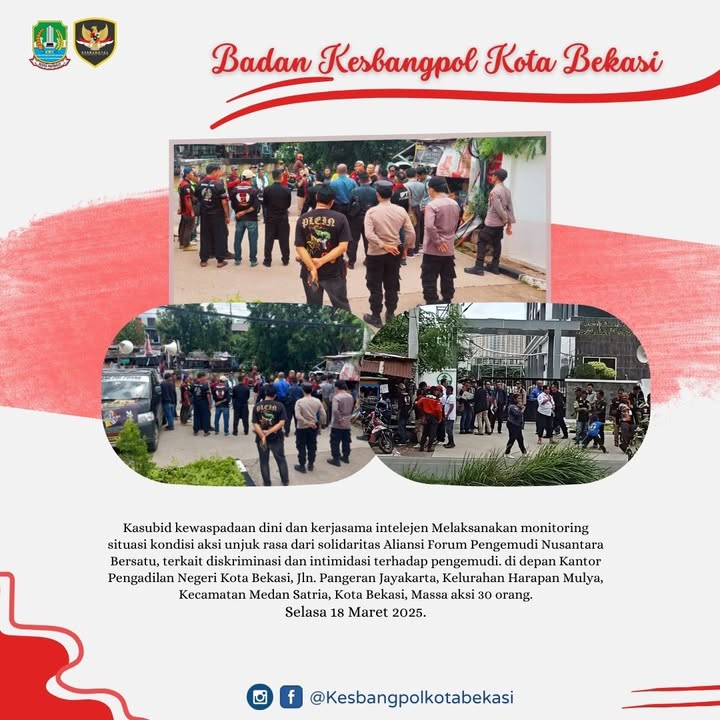 Badan Kesbangpol Kota Bekasi
PLEIN
PLEIN
Kasubid kewaspadaan dini dan kerjasama intelejen Melaksanakan monitoring
situasi kondisi aksi unjuk rasa dari solidaritas Aliansi Forum Pengemudi Nusantara
Bersatu, terkait diskriminasi dan intimidasi terhadap pengemudi. di depan Kantor
Pengadilan Negeri Kota Bekasi, Jln. Pangeran Jayakarta, Kelurahan Harapan Mulya,
Kecamatan Medan Satria, Kota Bekasi, Massa aksi 30 orang.
Selasa 18 Maret 2025.
@Kesbangpolkotabekasi